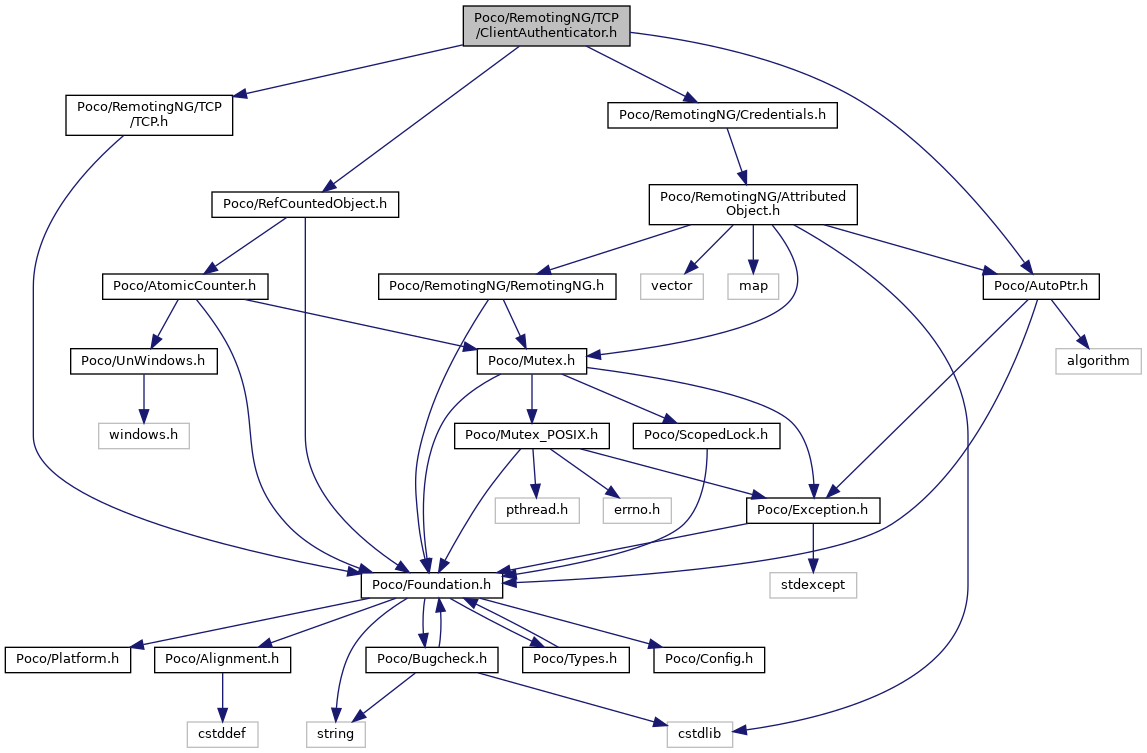 Poco/RemotingNG/TCP
/ClientAuthenticator.h
Poco/RemotingNG/TCP
/TCP.h
Poco/RemotingNG/Credentials.h
Poco/RefCountedObject.h
Poco/RemotingNG/Attributed
Object.h
Poco/AtomicCounter.h
Poco/RemotingNG/RemotingNG.h
vector
map
Poco/AutoPtr.h
Poco/UnWindows.h
Poco/Mutex.h
algorithm
windows.h
Poco/Mutex_POSIX.h
Poco/ScopedLock.h
pthread.h
errno.h
Poco/Exception.h
Poco/Foundation.h
stdexcept
Poco/Platform.h
Poco/Alignment.h
Poco/Bugcheck.h
Poco/Types.h
Poco/Config.h
cstddef
string
cstdlib